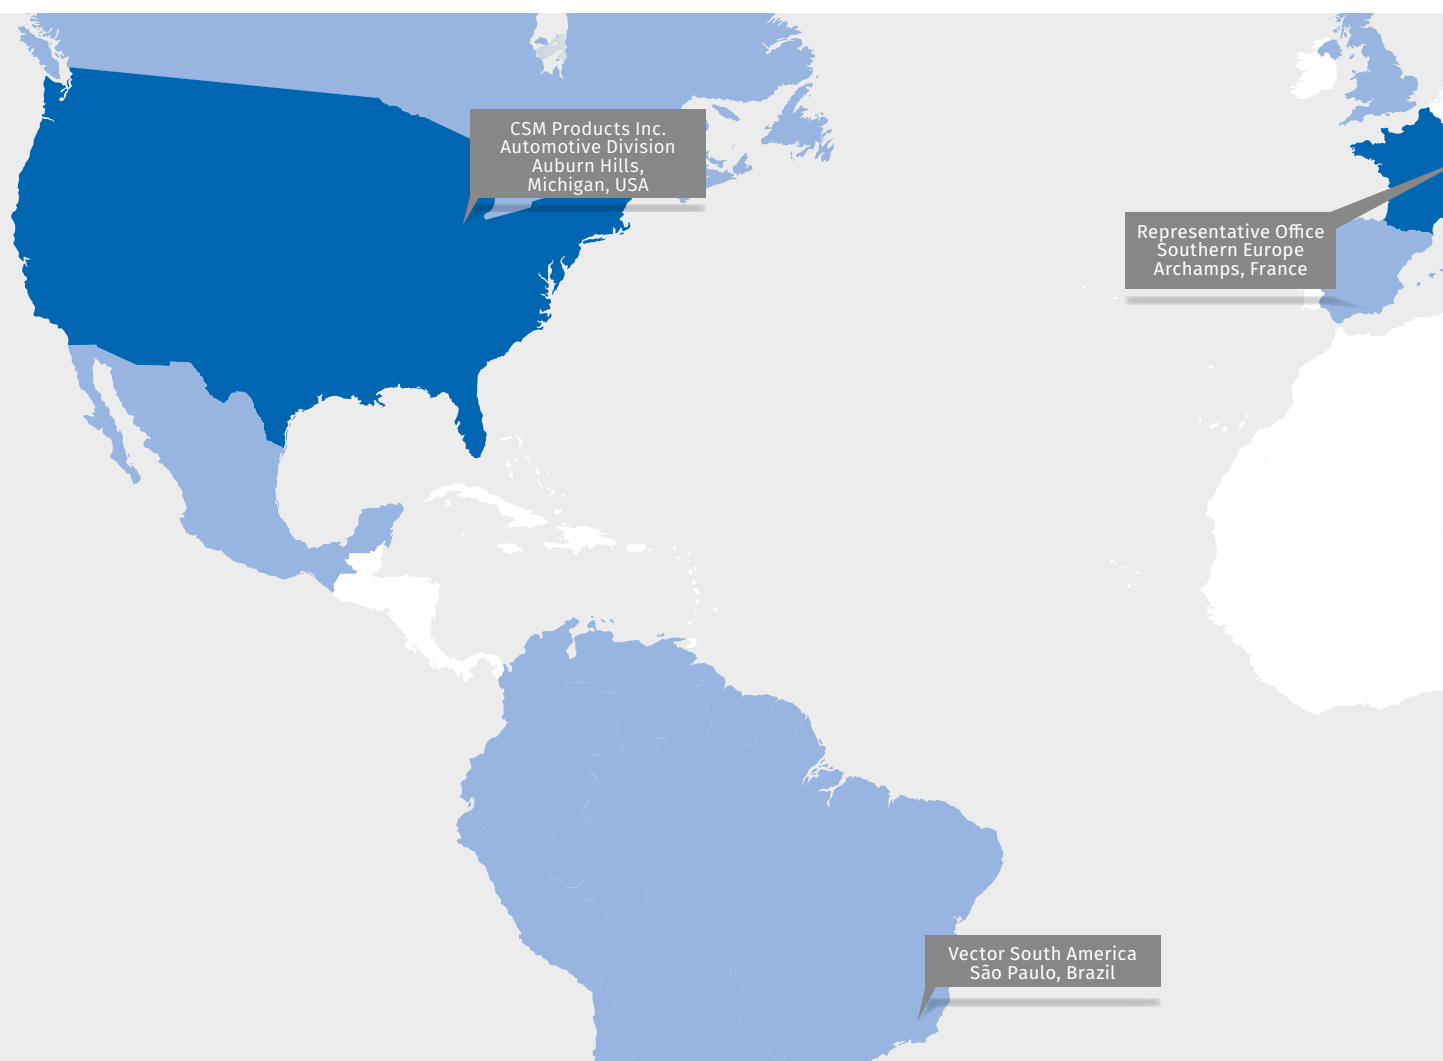 CSM Products Inc.
Automotive Division
Auburn Hills,
Michigan, USA
Representative Office
Southern Europe
Archamps, France
Vector South America
São Paulo, Brazil